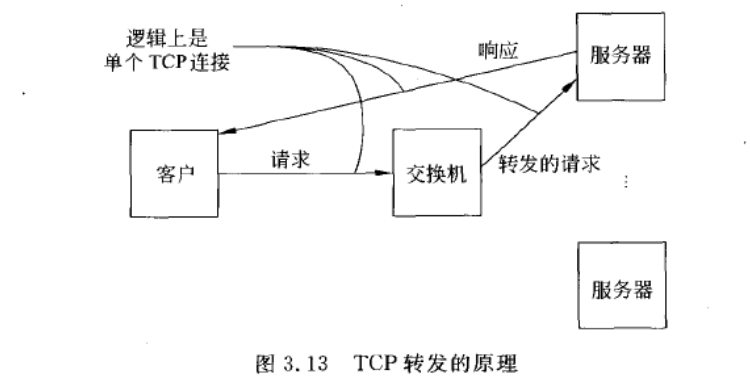 逻辑上是
单个 TCP 连接
响应
服务器
客户
请求
交换机
转发的请求
⋮
服务器
图 3.13 TCP 转发的原理